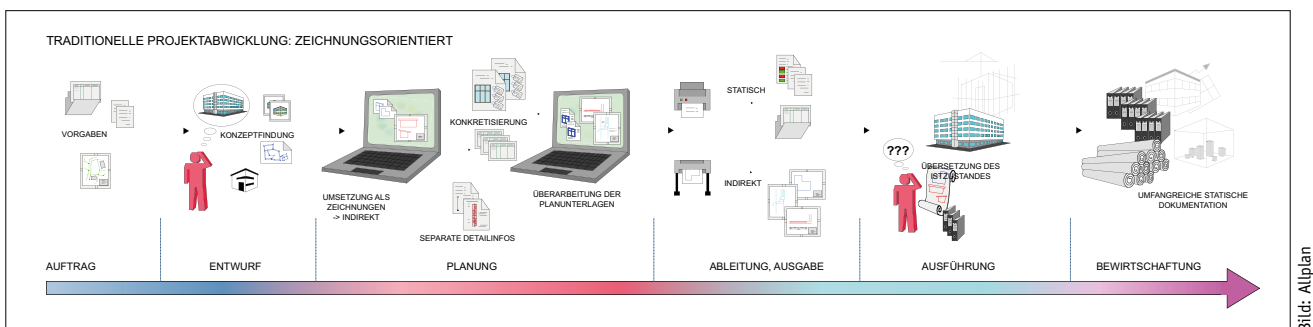 TRADITIONELLE PROJEKTABWICKLUNG: ZEICHNUNGSORIENTIERT
VORGABEN
KONZEPTFINDUNG
UMSETZUNG ALS
ZEICHNUNGEN
-> INDIREKT
KONKRETISIERUNG
SEPARATE DETAILINFOS
ÜBERARBEITUNG DER
PLANUNTERLAGEN
STATISCH
INDIREKT
???
ÜBERSETZUNG DES
ISTZUSTANDES
UMFANGREICHE STATISCHE
DOKUMENTATION
AUFTRAG
ENTWURF
PLANUNG
ABLEITUNG, AUSGABE
AUSFÜHRUNG
BEWIRTSCHAFTUNG
Bild: Allplan